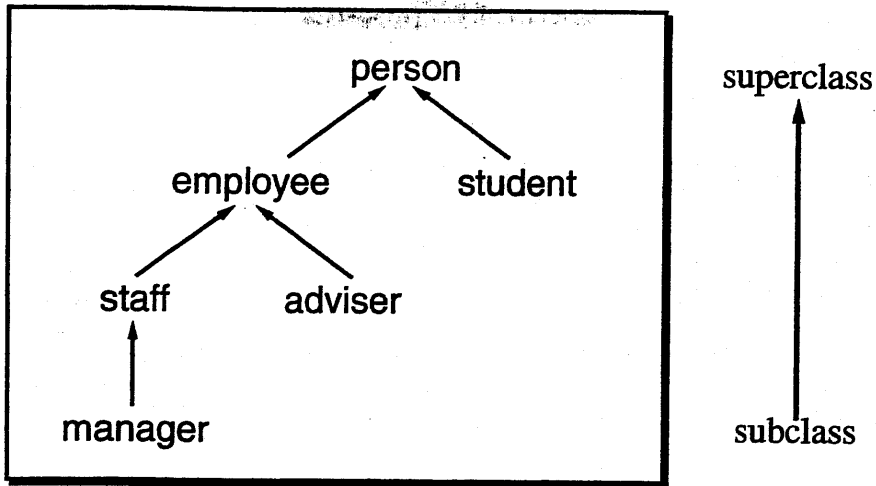 person
superclass
employee student
staff adviser
manager
subclass